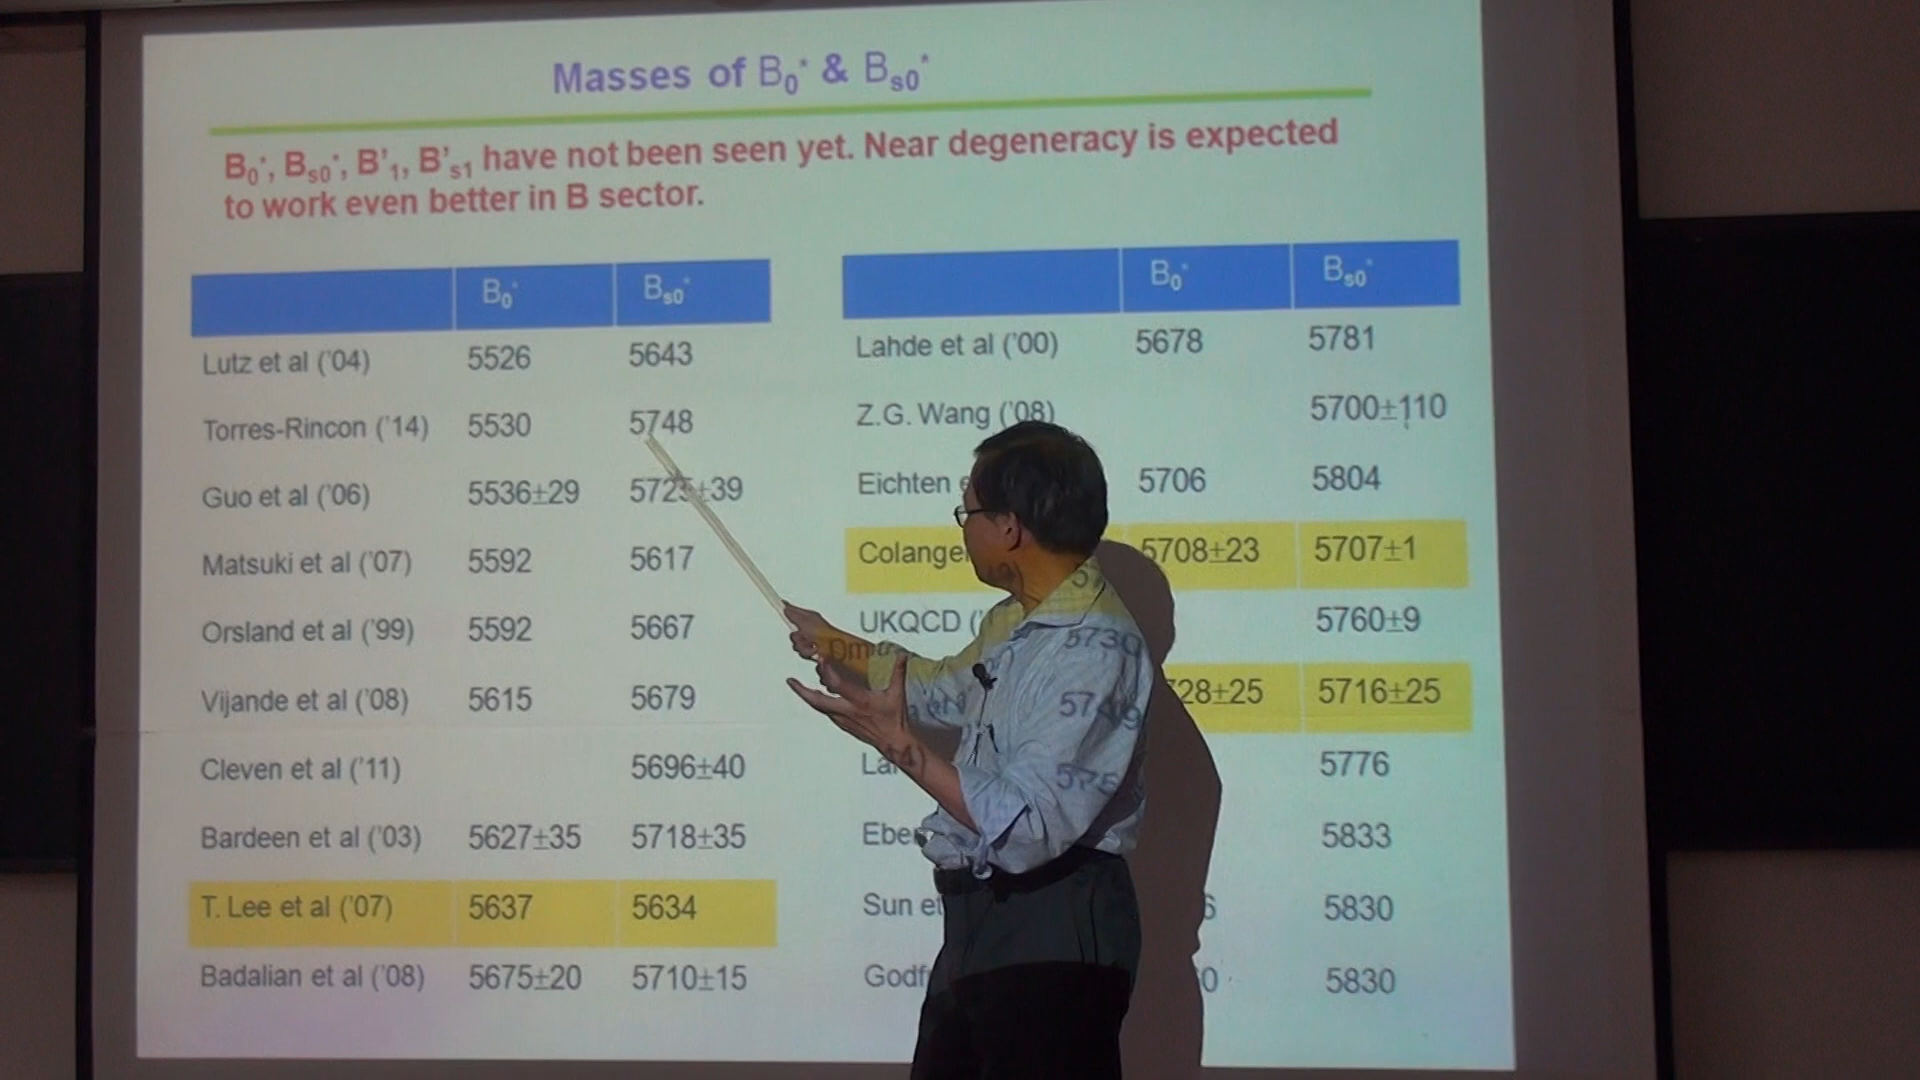 Masses of B₀* & Bₛ₀*
B₀*, Bₛ₀*, B'₁, B'ₛ₁ have not been seen yet. Near degeneracy is expected
to work even better in B sector.
B₀* Bₛ₀*
Lutz et al ('04) 5526 5643
Torres-Rincon ('14) 5530 5748
Guo et al ('06) 5536±29 ±39
Matsuki et al ('07) 5592 5617
Orsland et al ('99) 5592 5667
Vijande et al ('08) 5615 5679
Cleven et al ('11) 5696±40
Bardeen et al ('03) 5627±35 5718±35
T. Lee et al ('07) 5637 5634
Badalian et al ('08) 5675±20 5710±15
B₀* Bₛ₀*
Lahde et al ('00) 5678 5781
Z.G. Wang ('08) 5700±110
Eichten 5706 5804
5708±23 5707±1
UKQCD 5730 5760±9
28±25 5716±25
5776
5833
Sun 5830
5830